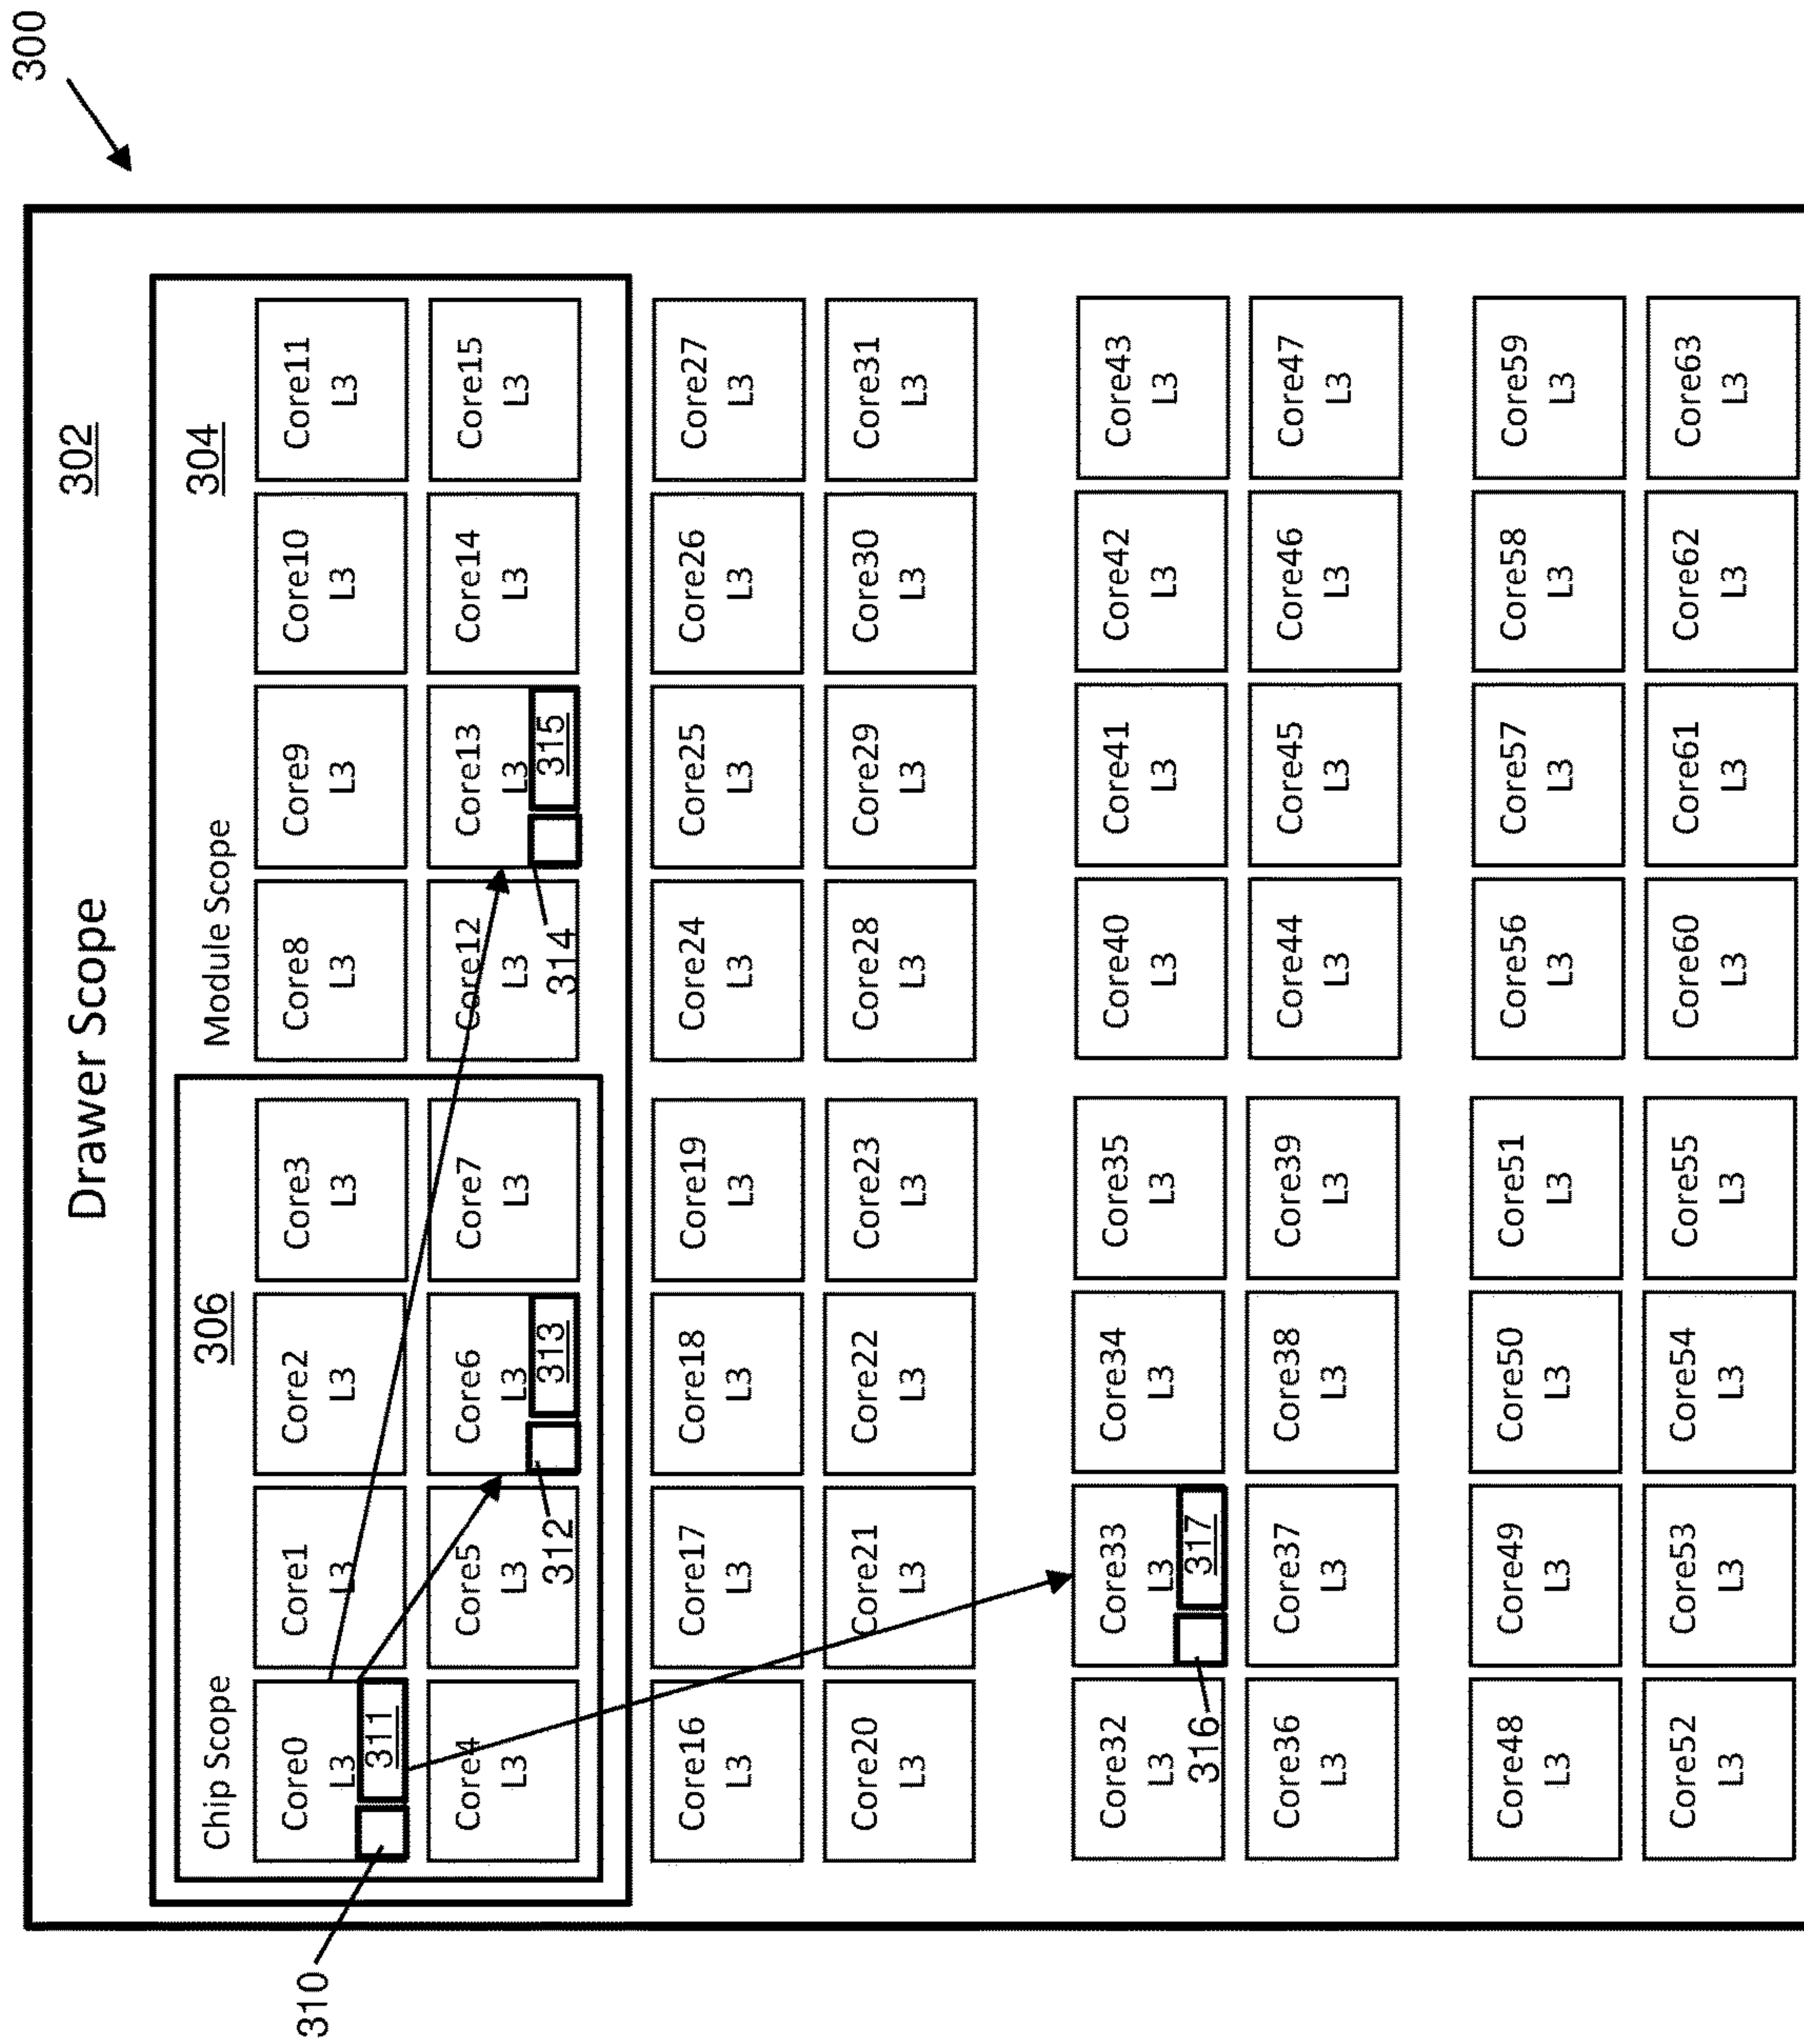 300
Drawer Scope
302
Module Scope
304
Chip Scope
306
Core0
L3
311
310
Core1
L3
Core2
L3
Core3
L3
Core8
L3
Core9
L3
Core10
L3
Core11
L3
Core4
L3
Core5
L3
312
Core6
L3
313
Core7
L3
Core12
L3
314
Core13
L3
315
Core14
L3
Core15
L3
Core16
L3
Core17
L3
Core18
L3
Core19
L3
Core24
L3
Core25
L3
Core26
L3
Core27
L3
Core20
L3
Core21
L3
Core22
L3
Core23
L3
Core28
L3
Core29
L3
Core30
L3
Core31
L3
Core32
L3
316
Core33
L3
317
Core34
L3
Core35
L3
Core40
L3
Core41
L3
Core42
L3
Core43
L3
Core36
L3
Core37
L3
Core38
L3
Core39
L3
Core44
L3
Core45
L3
Core46
L3
Core47
L3
Core48
L3
Core49
L3
Core50
L3
Core51
L3
Core56
L3
Core57
L3
Core58
L3
Core59
L3
Core52
L3
Core53
L3
Core54
L3
Core55
L3
Core60
L3
Core61
L3
Core62
L3
Core63
L3